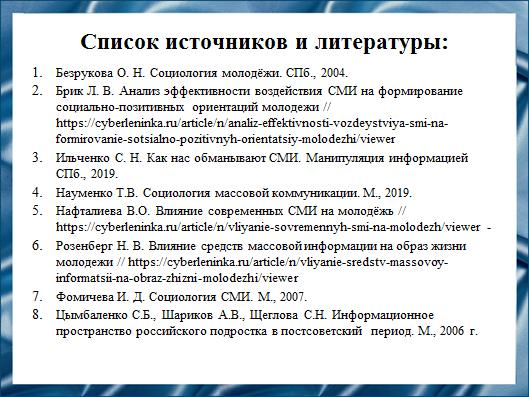 Список источников и литературы:
1. Безрукова О. Н. Социология молодёжи. СПб., 2004.
2. Брик Л. В. Анализ эффективности воздействия СМИ на формирование
социально-позитивных ориентаций молодежи //
https://cyberleninka.ru/article/n/analiz-effektivnosti-vozdeystviya-smi-na-
formirovanie-sotsialno-pozitivnyh-orientatsiy-molodezhi/viewer
3. Ильченко С. Н. Как нас обманывают СМИ. Манипуляция информацией
СПб., 2019.
4. Науменко Т.В. Социология массовой коммуникации. М., 2019.
5. Нафталиева В.О. Влияние современных СМИ на молодёжь //
https://cyberleninka.ru/article/n/vliyanie-sovremennyh-smi-na-molodezh/viewer -
6. Розенберг Н. В. Влияние средств массовой информации на образ жизни
молодежи // https://cyberleninka.ru/article/n/vliyanie-sredstv-massovoy-
informatsii-na-obraz-zhizni-molodezhi/viewer
7. Фомичева И. Д. Социология СМИ. М., 2007.
8. Цымбаленко С.Б., Шариков А.В., Щеглова С.Н. Информационное
пространство российского подростка в постсоветский период. М., 2006 г.